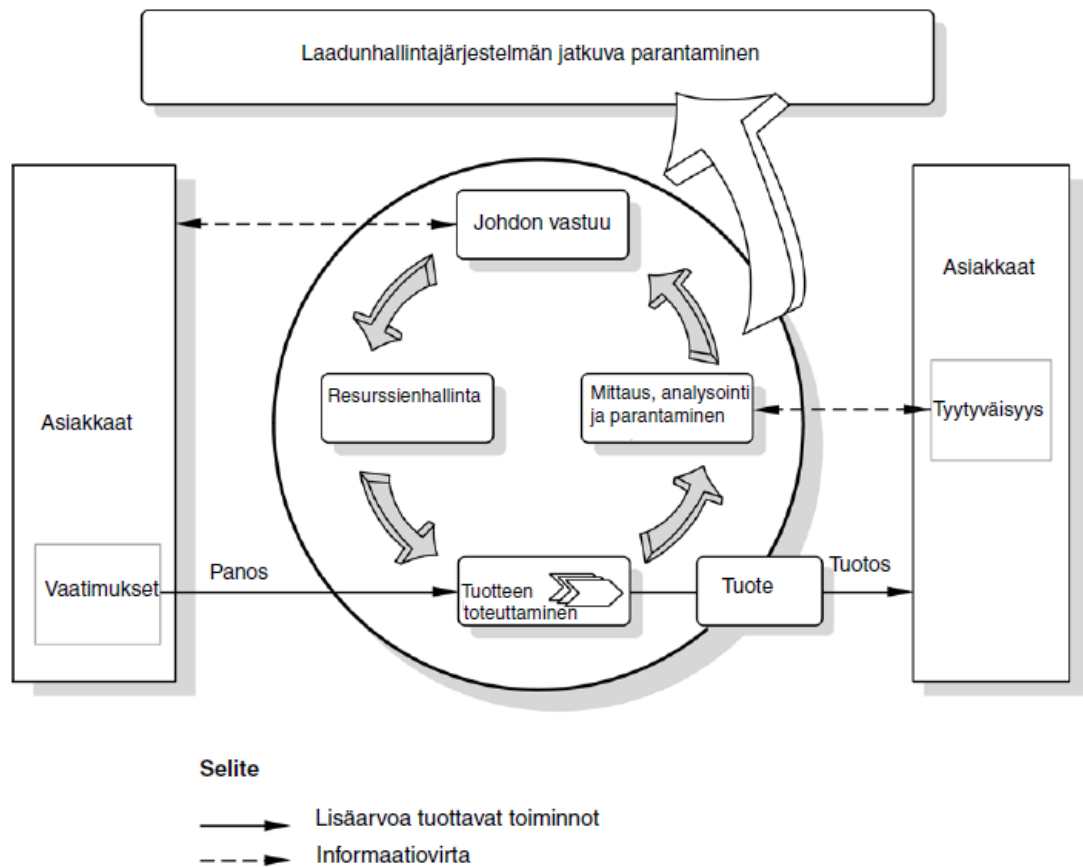 Laadunhallintajärjestelmän jatkuva parantaminen
Johdon vastuu
Asiakkaat
Resurssienhallinta
Mittaus, analysointi
ja parantaminen
Tyytyväisyys
Asiakkaat
Vaatimukset
Panos
Tuotteen
toteuttaminen
Tuote
Tuotos
Selite
Lisäarvoa tuottavat toiminnot
Informaatiovirta